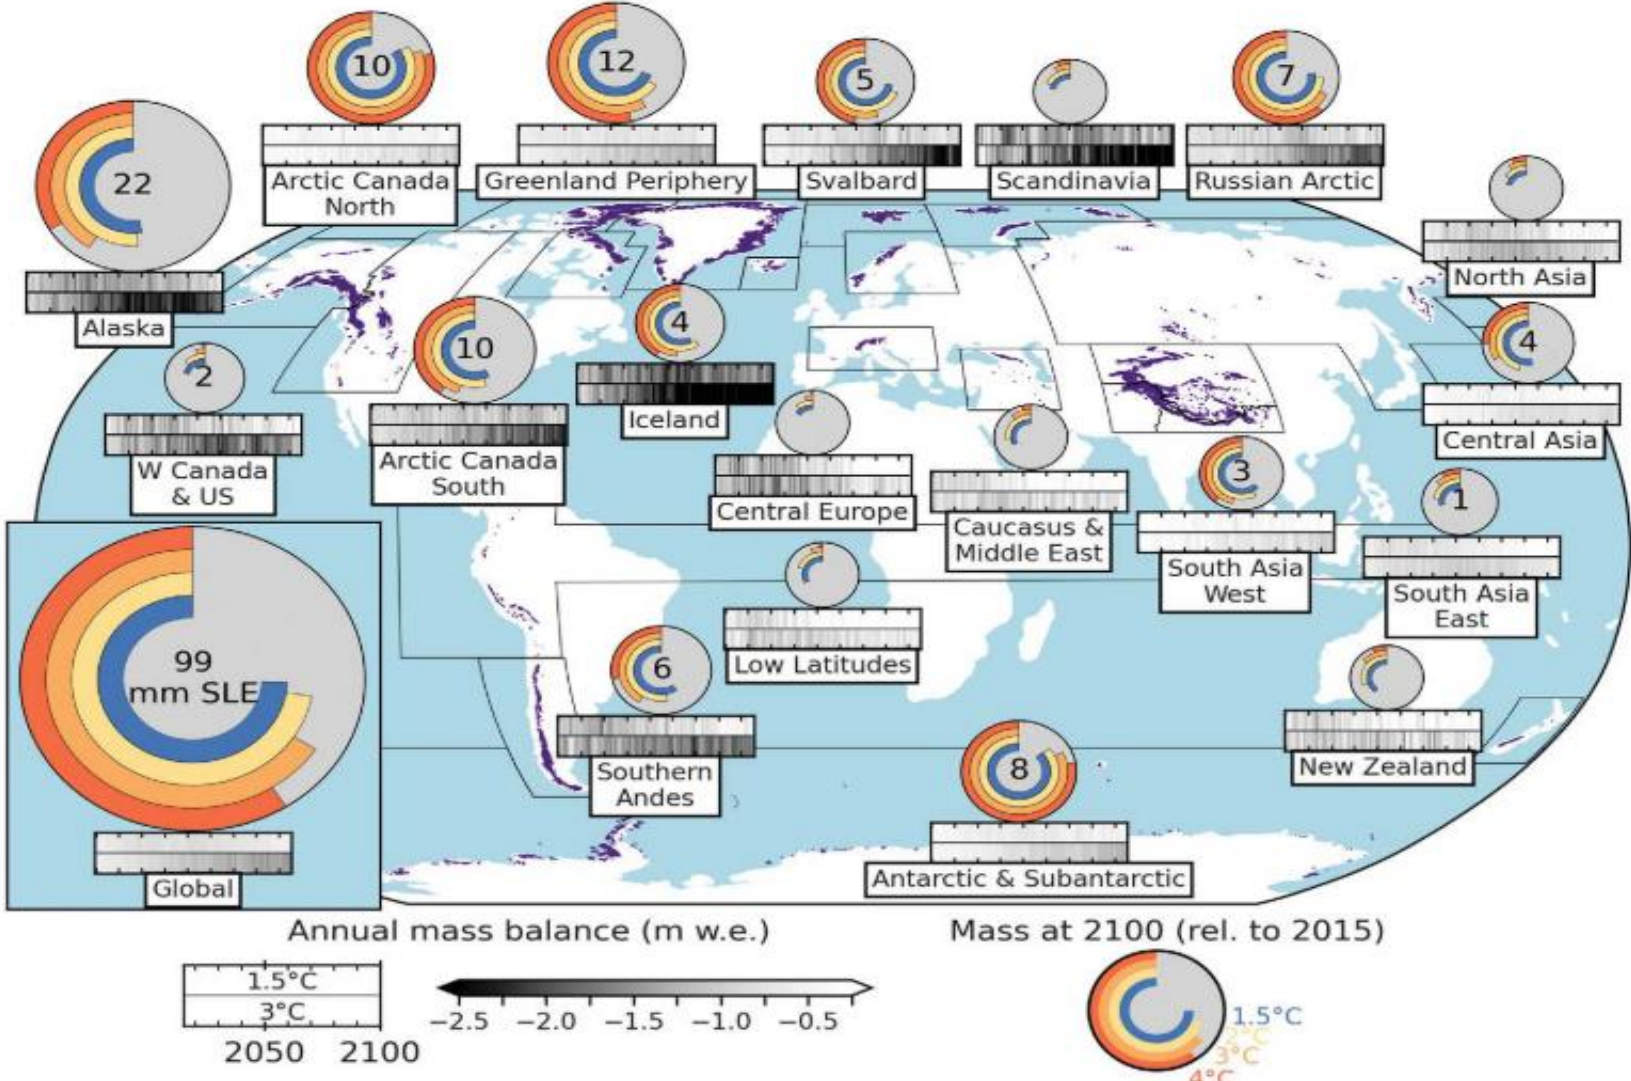 10
12
5
7
22
Arctic Canada
North
Greenland Periphery
Svalbard
Scandinavia
Russian Arctic
North Asia
Alaska
2
10
4
4
W Canada
& US
Arctic Canada
South
Iceland
Central Europe
Caucasus &
Middle East
3
South Asia
West
Central Asia
1
South Asia
East
99
mm SLE
Global
Low Latitudes
6
Southern
Andes
8
Antarctic & Subantarctic
New Zealand
Annual mass balance (m w.e.)
1.5°C
3°C
2050 2100
−2.5 −2.0 −1.5 −1.0 −0.5
Mass at 2100 (rel. to 2015)
1.5°C
2°C
3°C
4°C